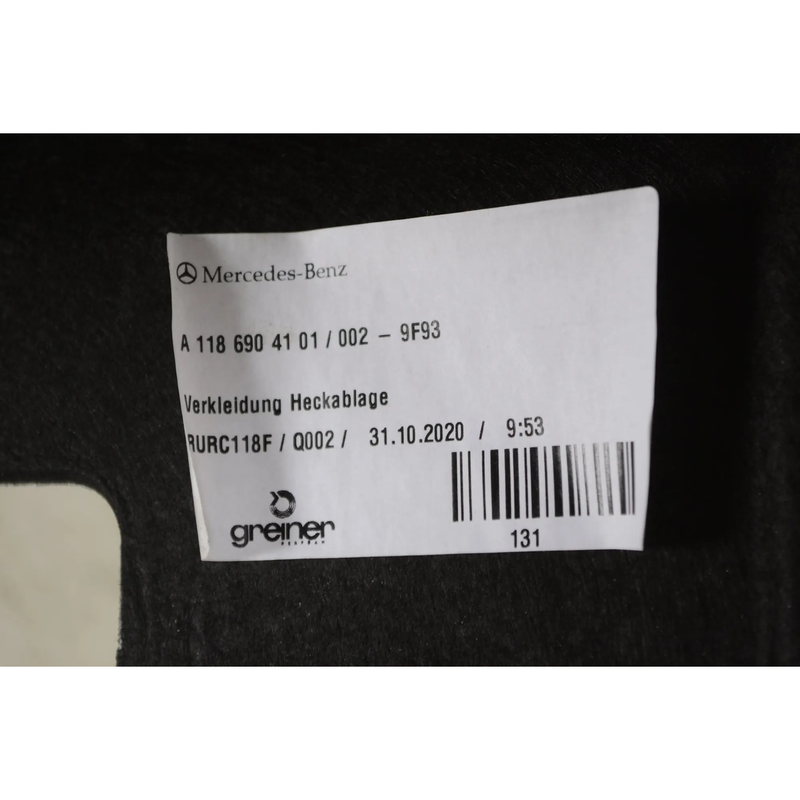 Mercedes-Benz
A 118 690 41 01 / 002 - 9F93
Verkleidung Heckablage
RURC118F / Q002 / 31.10.2020 / 9:53
greiner
131